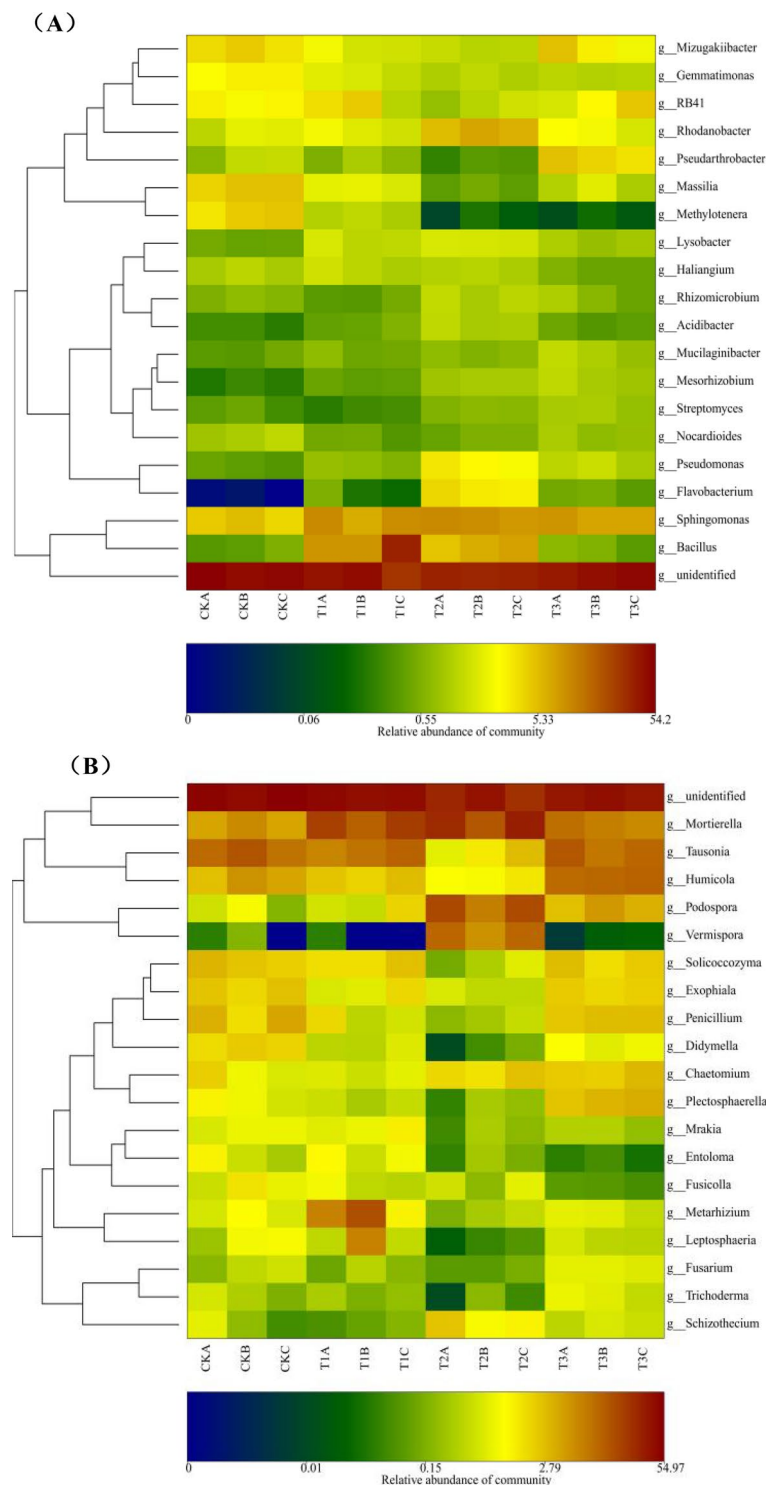 （A）
g__Mizugakiibacter
g__Gemmatimonas
g__RB41
g__Rhodanobacter
g__Pseudarthrobacter
g__Massilia
g__Methylotenera
g__Lysobacter
g__Haliangium
g__Rhizomicrobium
g__Acidibacter
g__Mucilaginibacter
g__Mesorhizobium
g__Streptomyces
g__Nocardioides
g__Pseudomonas
g__Flavobacterium
g__Sphingomonas
g__Bacillus
g__unidentified
CKA CKB CKC T1A T1B T1C T2A T2B T2C T3A T3B T3C
0 0.06 0.55 5.33 54.2
Relative abundance of community
（B）
g__unidentified
g__Mortierella
g__Tausonia
g__Humicola
g__Podospora
g__Vermispora
g__Solicoccozyma
g__Exophiala
g__Penicillium
g__Didymella
g__Chaetomium
g__Plectosphaerella
g__Mrakia
g__Entoloma
g__Fusicolla
g__Metarhizium
g__Leptosphaeria
g__Fusarium
g__Trichoderma
g__Schizothecium
CKA CKB CKC T1A T1B T1C T2A T2B T2C T3A T3B T3C
0 0.01 0.15 2.79 54.97
Relative abundance of community